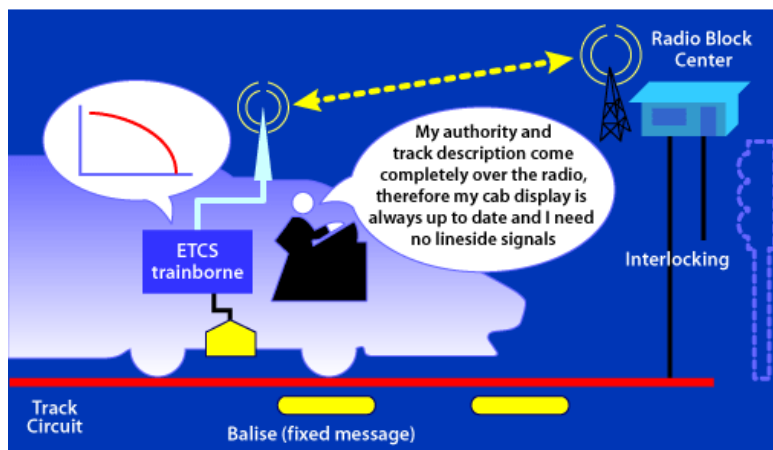 Radio Block
Center
My authority and
track description come
completely over the radio,
therefore my cab display is
always up to date and I need
no lineside signals
ETCS
trainborne
Interlocking
Track
Circuit
Balise (fixed message)